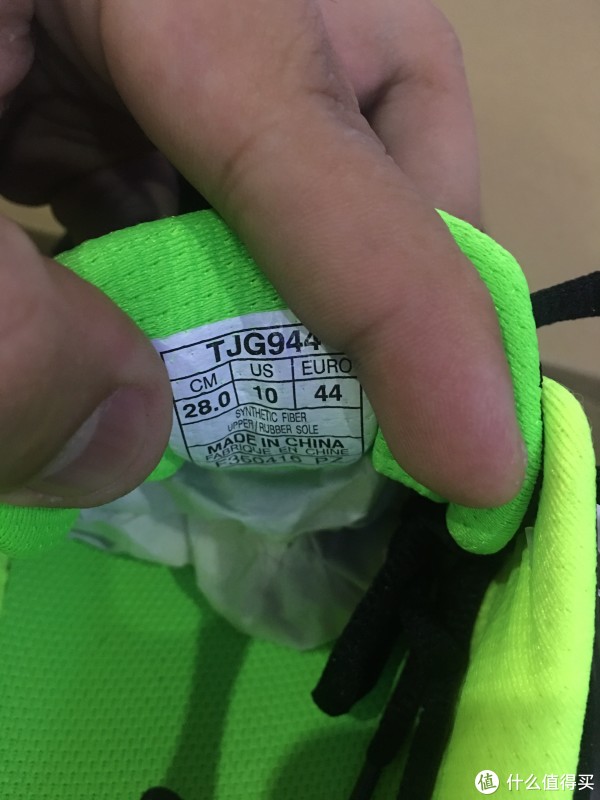 TJG944
CM US EURO
28.0 10 44
SYNTHETIC FIBER
UPPER/RUBBER SOLE
MADE IN CHINA
FABRIQUE EN CHINE
值 什么值得买